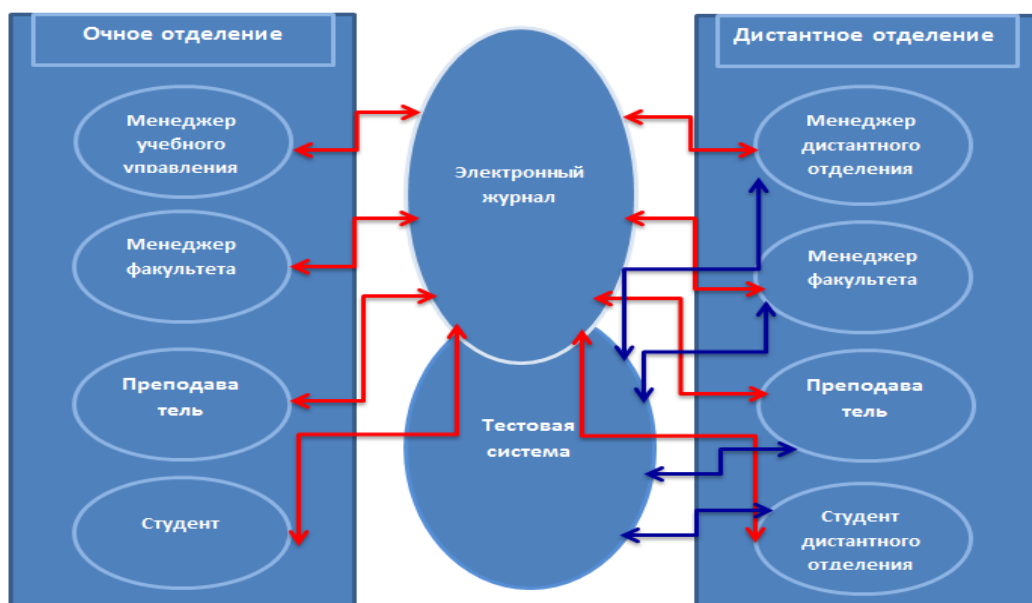 Очное отделение
Менеджер
учебного
управления
Менеджер
факультета
Преподава
тель
Студент
Электронный
журнал
Тестовая
система
Дистантное отделение
Менеджер
дистантного
отделения
Менеджер
факультета
Преподава
тель
Студент
дистантного
отделения